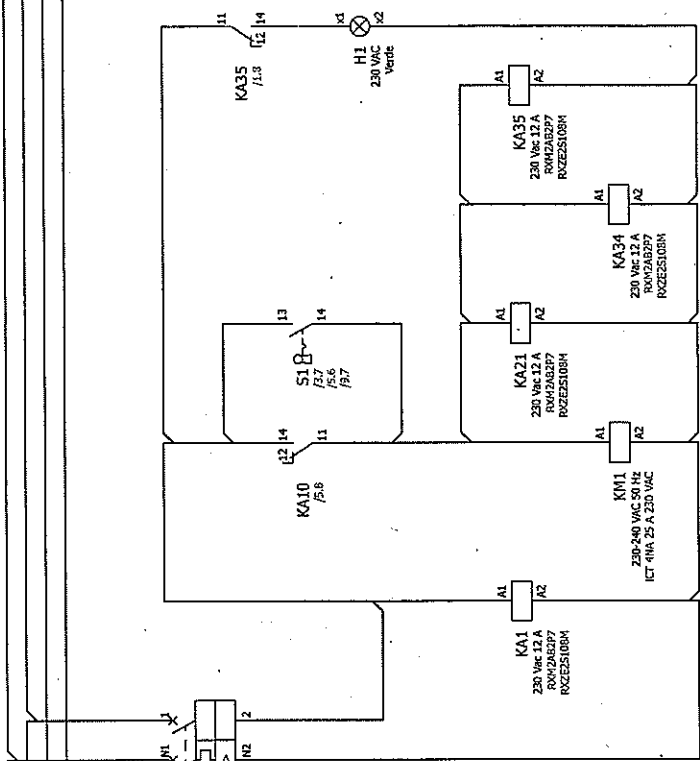 11
14
12
KA35
/1.8
x1
x2
H1
230 VAC
Verde
A1
A2
KA35
230 Vac 12 A
RXM2AB2P7
RXZE2S108M
A1
A2
KA34
230 Vac 12 A
RXM2AB2P7
RXZE2S108M
13
14
S1
/3.7
/5.6
/9.7
A1
A2
KA21
230 Vac 12 A
RXM2AB2P7
RXZE2S108M
12
14
11
KA10
/5.8
A1
A2
KM1
230-240 VAC 50 Hz
ICT 4NA 25 A 230 VAC
A1
A2
KA1
230 Vac 12 A
RXM2AB2P7
RXZE2S108M
N1
1
N2
2